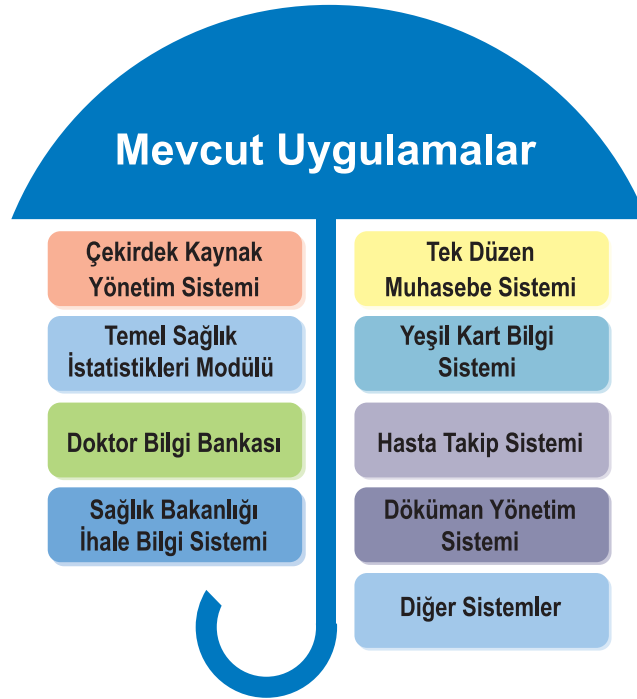 Mevcut Uygulamalar
Çekirdek Kaynak
Yönetim Sistemi
Temel Sağlık
İstatistikleri Modülü
Doktor Bilgi Bankası
Sağlık Bakanlığı
İhale Bilgi Sistemi
Tek Düzen
Muhasebe Sistemi
Yeşil Kart Bilgi
Sistemi
Hasta Takip Sistemi
Döküman Yönetim
Sistemi
Diğer Sistemler